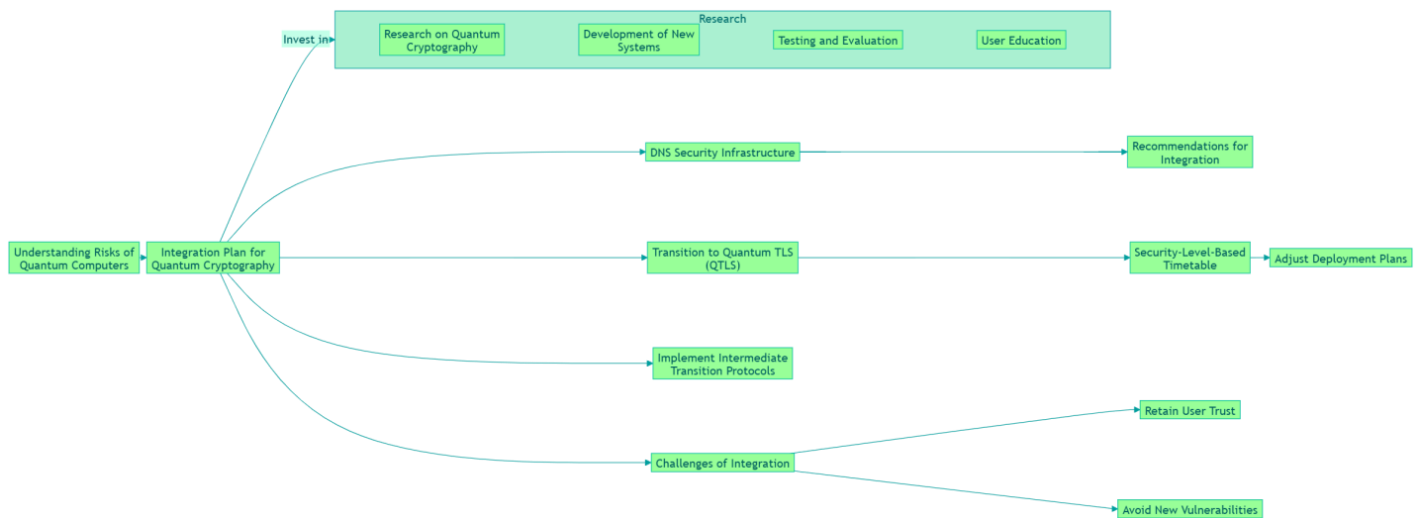 Research
Invest in
Research on Quantum
Cryptography
Development of New
Systems
Testing and Evaluation
User Education
DNS Security Infrastructure
Recommendations for
Integration
Understanding Risks of
Quantum Computers
Integration Plan for
Quantum Cryptography
Transition to Quantum TLS
(QTLS)
Security-Level-Based
Timetable
Adjust Deployment Plans
Implement Intermediate
Transition Protocols
Retain User Trust
Challenges of Integration
Avoid New Vulnerabilities